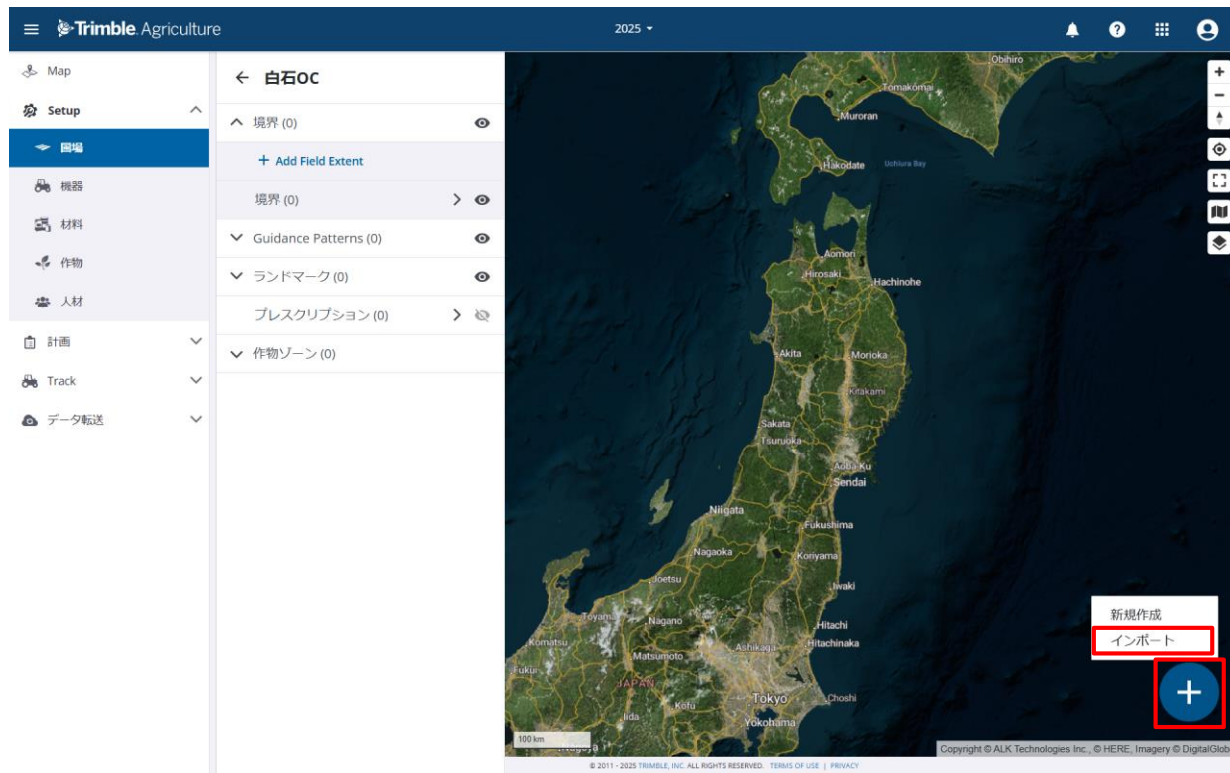 Trimble. Agriculture
2025
Map
Setup
圃場
機器
材料
作物
人材
計画
Track
データ転送
白石OC
境界 (0)
+ Add Field Extent
境界 (0)
Guidance Patterns (0)
ランドマーク (0)
プレスクリプション (0)
作物ゾーン (0)
Obihiro
Tomakomai
Muroran
Hakodate
Uchiura Bay
Aomori
Hirosaki
Hachinohe
Akita
Morioka
Kitakami
Sakata
Tsuruoka
Aoba Ku
Sendai
Niigata
Fukushima
Nagaoka
Koriyama
Joetsu
Iwaki
Toyama
Nagano
Hitachi
Komatsu
Matsumoto
Ashikaga
Hitachinaka
Fukui
JAPAN
Kofu
Tokyo
Choshi
Iida
Yokohama
100 km
Nagoya
新規作成
インポート
+
Copyright © ALK Technologies Inc., © HERE, Imagery © DigitalGlob
© 2011 - 2025 TRIMBLE, INC. ALL RIGHTS RESERVED. TERMS OF USE | PRIVACY